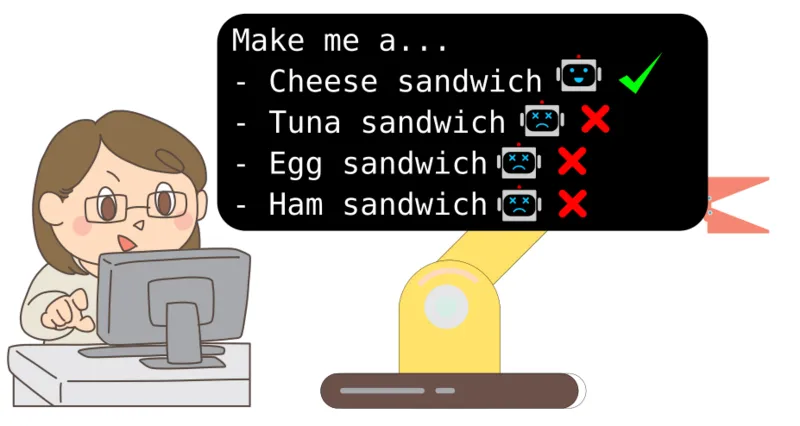 Make me a...
- Cheese sandwich
- Tuna sandwich
- Egg sandwich
- Ham sandwich